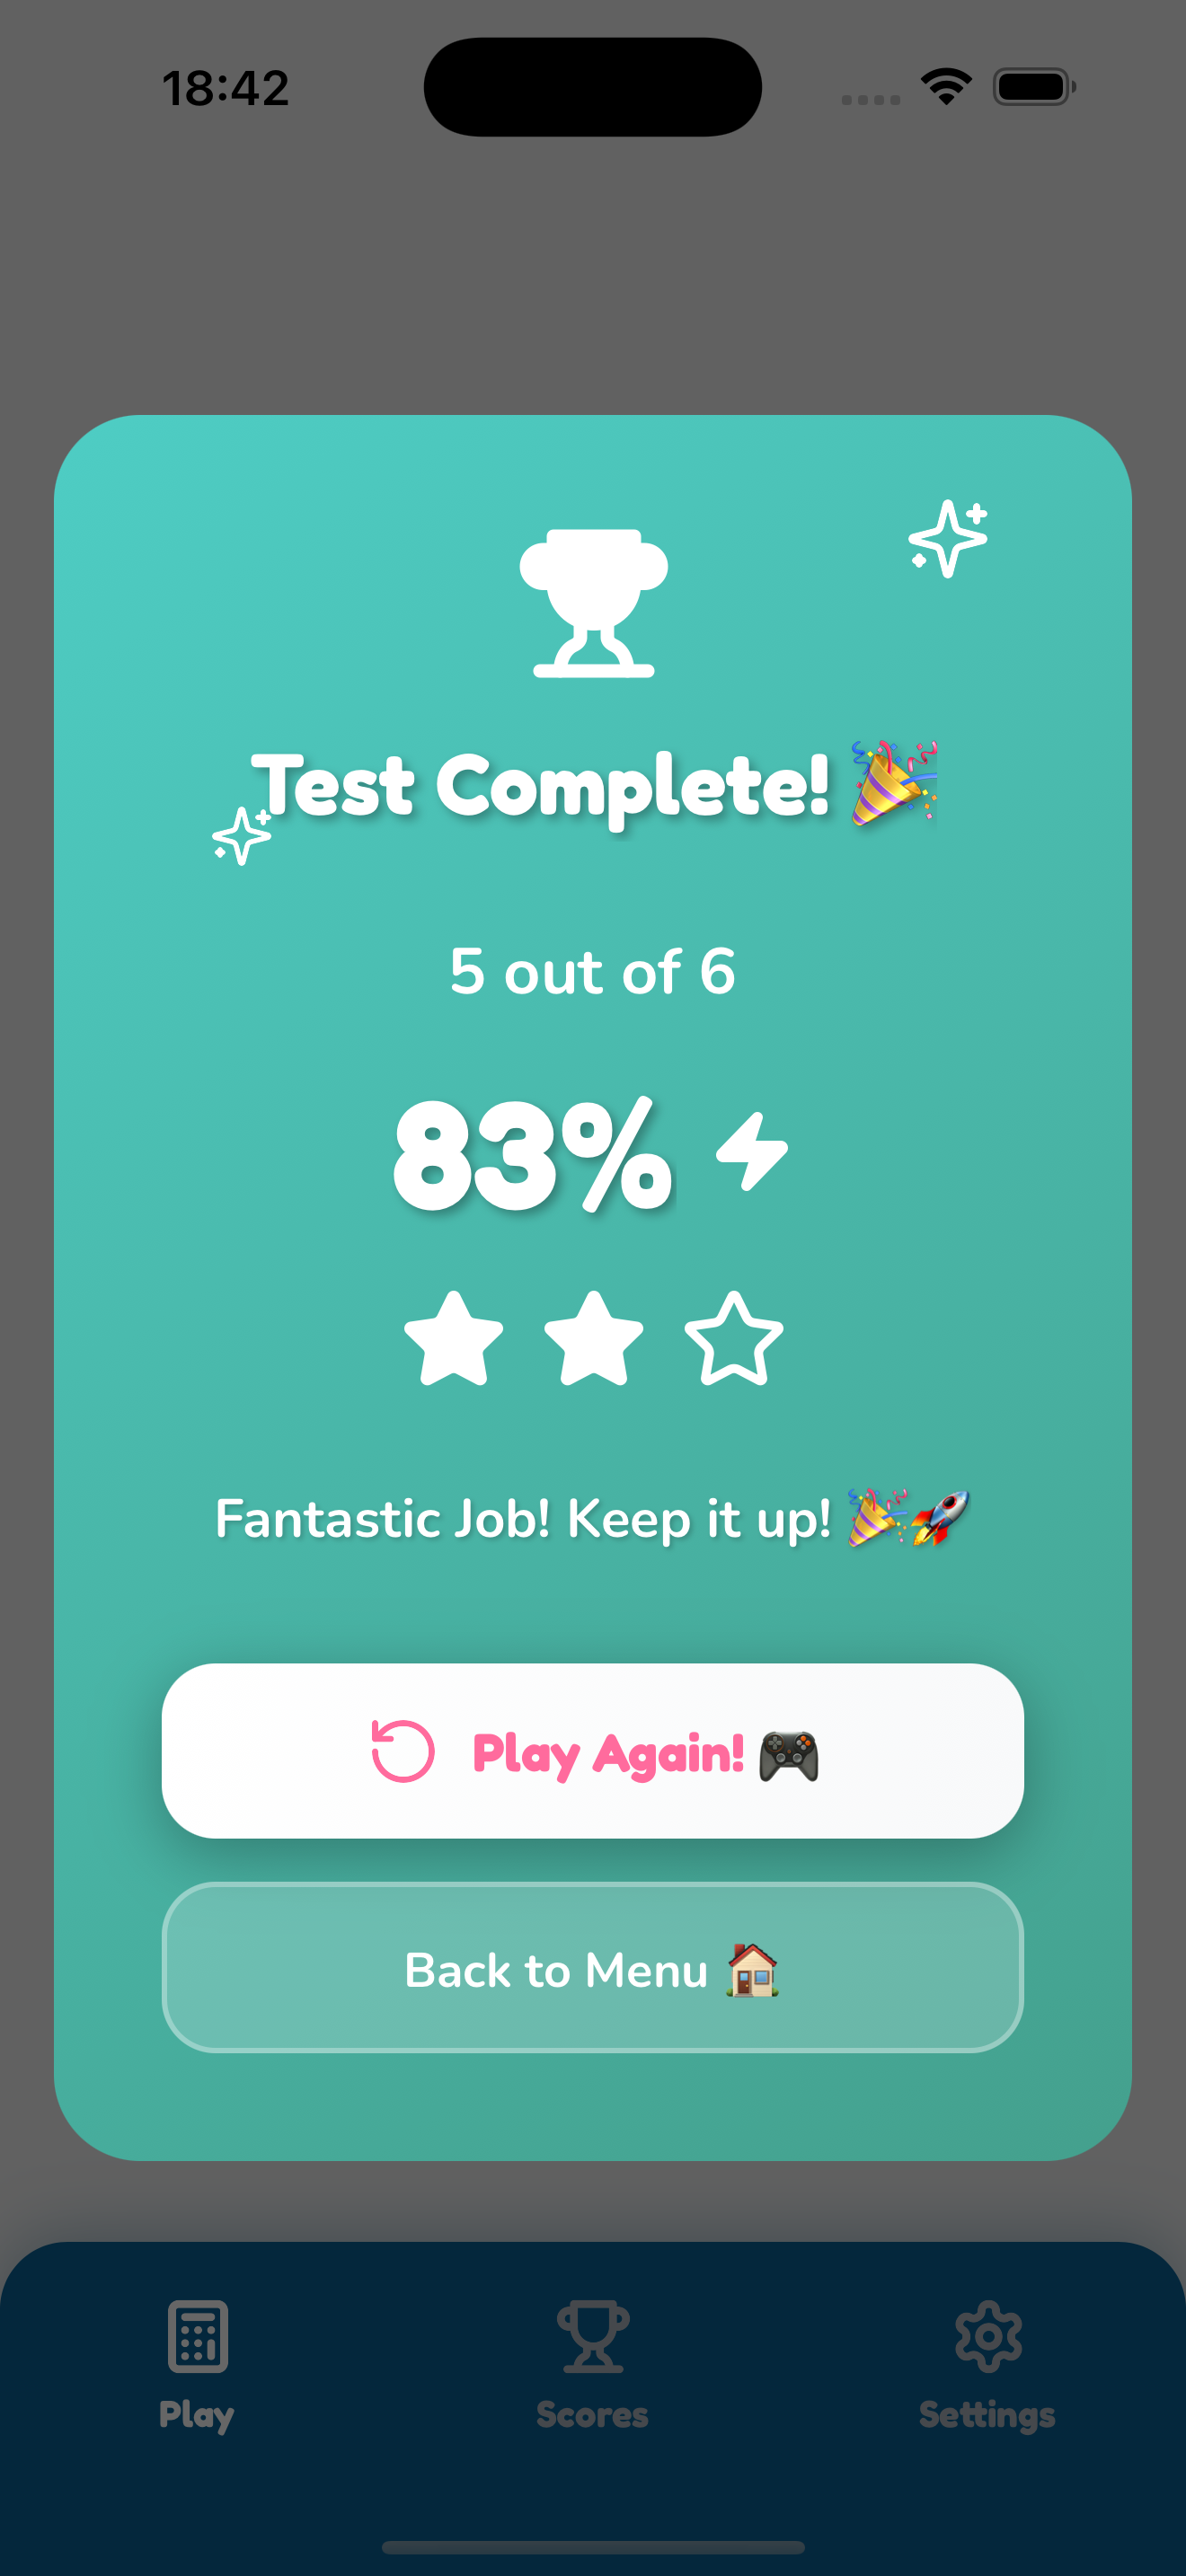 18:42
Test Complete! 🎉
5 out of 6
83%
Fantastic Job! Keep it up! 🎉🚀
Play Again! 🎮
Back to Menu 🏠
Play
Scores
Settings